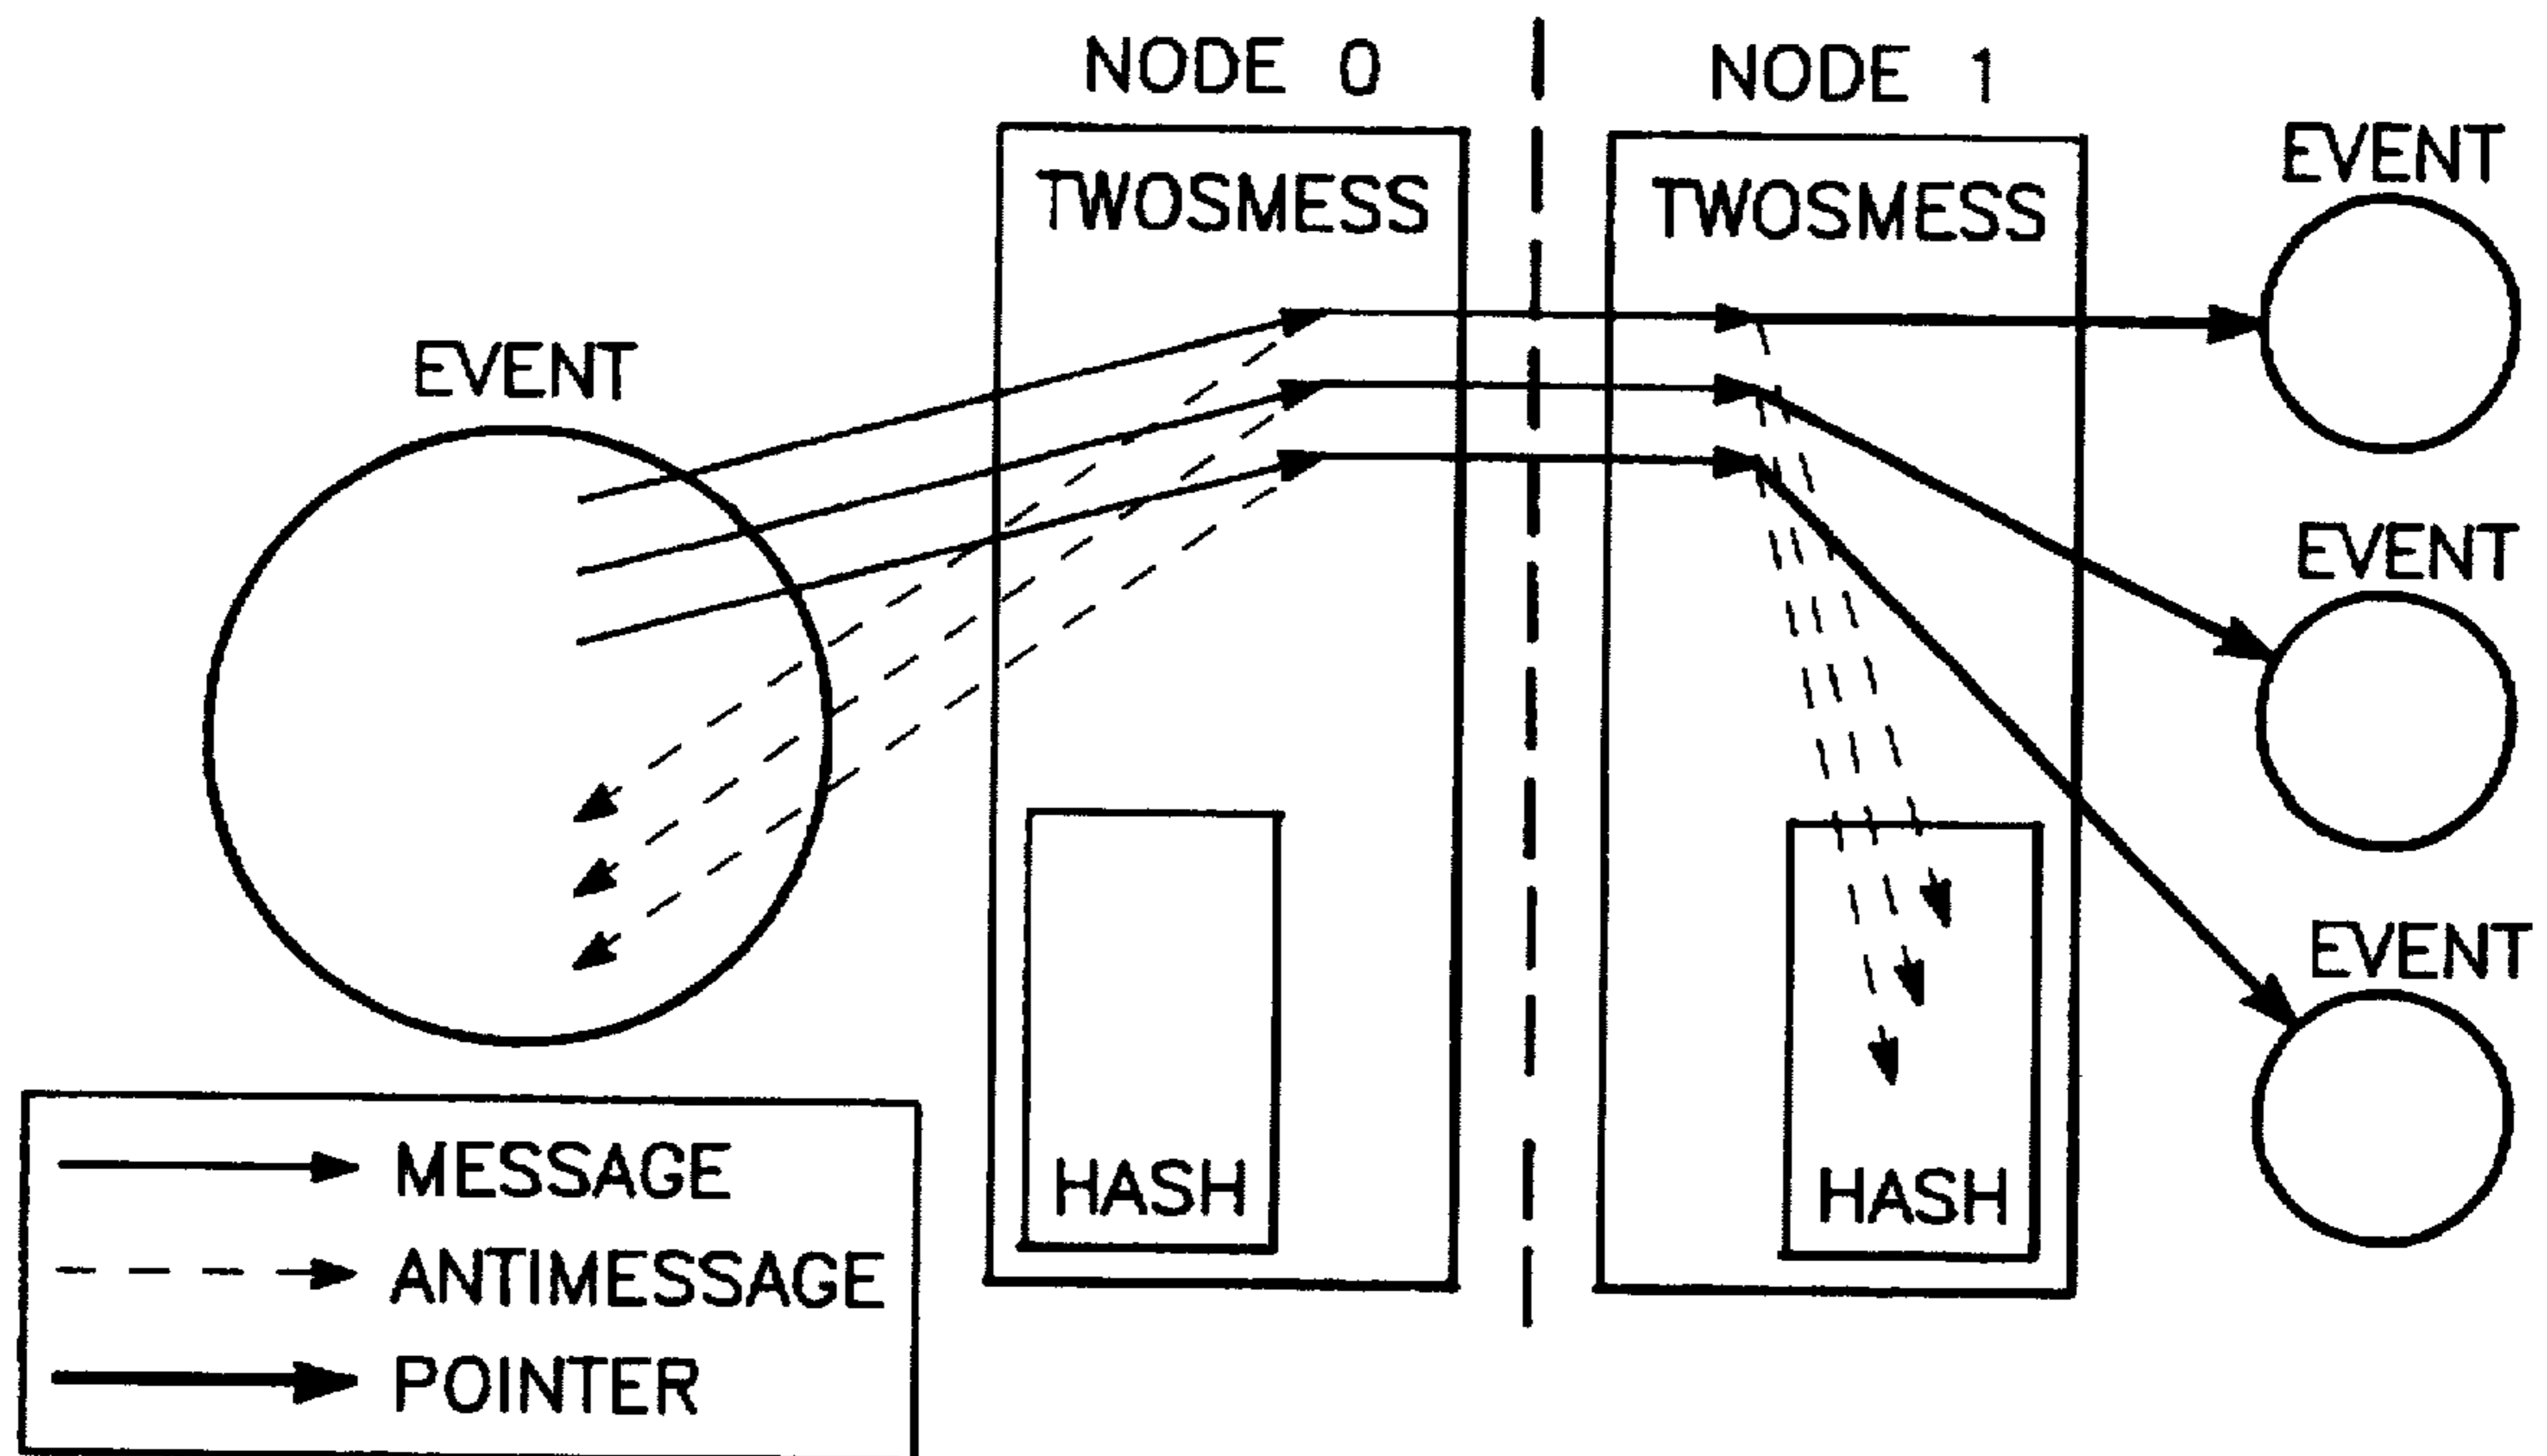 NODE 0
NODE 1
EVENT
TWOSMESS
TWOSMESS
EVENT
EVENT
EVENT
HASH
HASH
MESSAGE
ANTIMESSAGE
POINTER